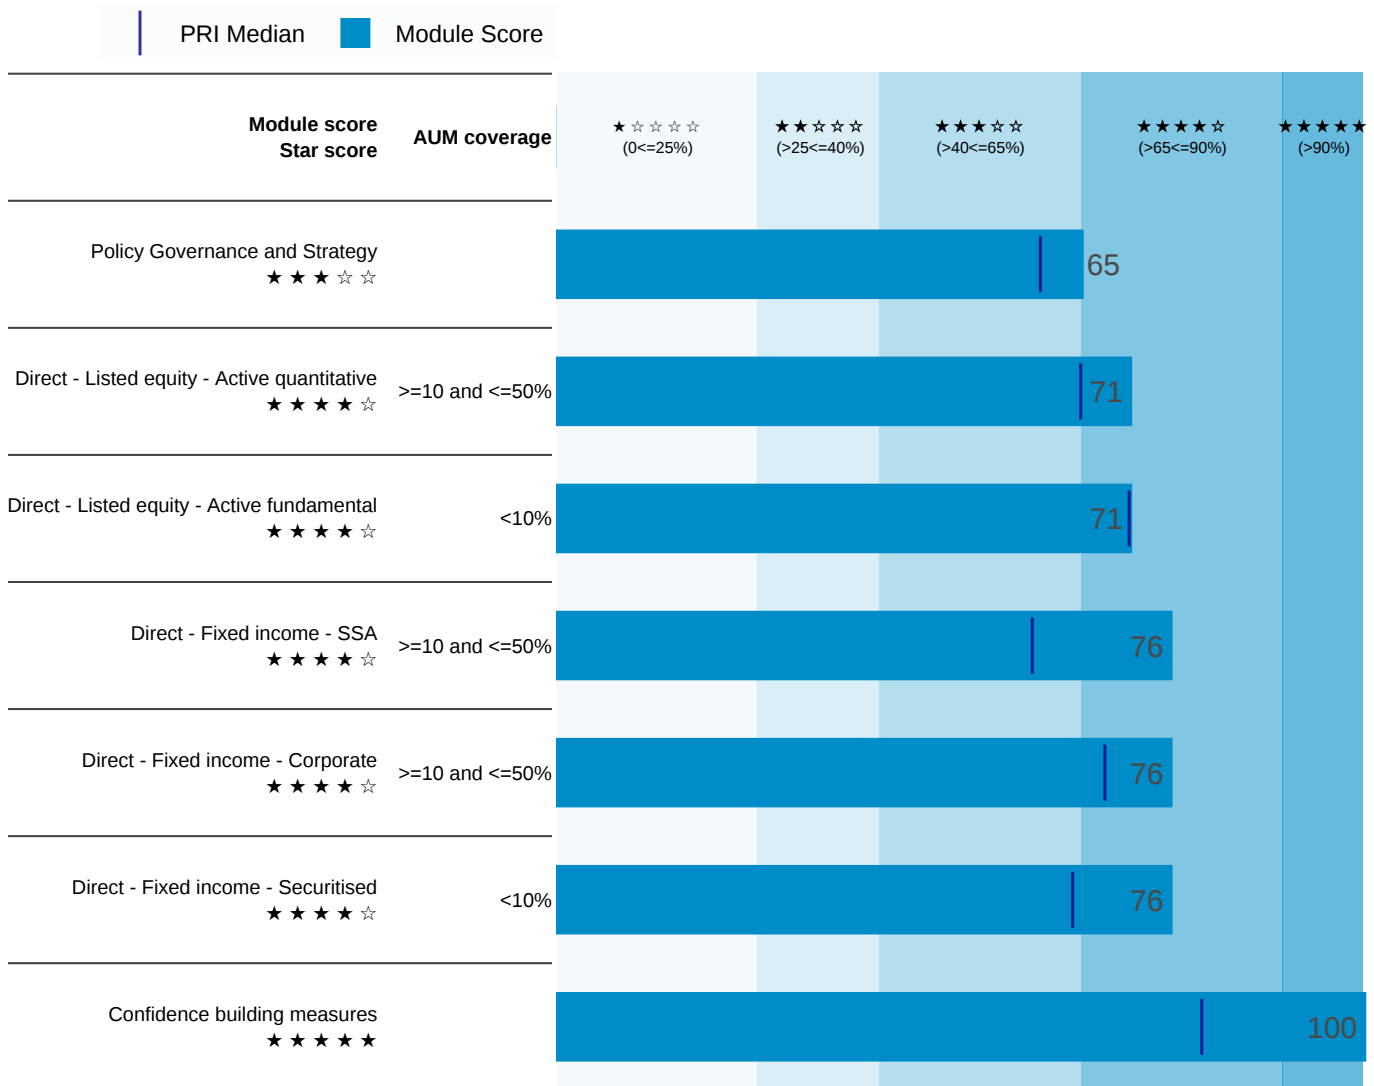 PRI Median Module Score
Module score
Star score
AUM coverage
★☆☆☆☆
(0<=25%)
★★☆☆☆
(>25<=40%)
★★★☆☆
(>40<=65%)
★★★★☆
(>65<=90%)
★★★★★
(>90%)
Policy Governance and Strategy
★★★☆☆
65
Direct - Listed equity - Active quantitative
★★★★☆
>=10 and <=50%
71
Direct - Listed equity - Active fundamental
★★★★☆
<10%
71
Direct - Fixed income - SSA
★★★★☆
>=10 and <=50%
76
Direct - Fixed income - Corporate
★★★★☆
>=10 and <=50%
76
Direct - Fixed income - Securitised
★★★★☆
<10%
76
Confidence building measures
★★★★★
100